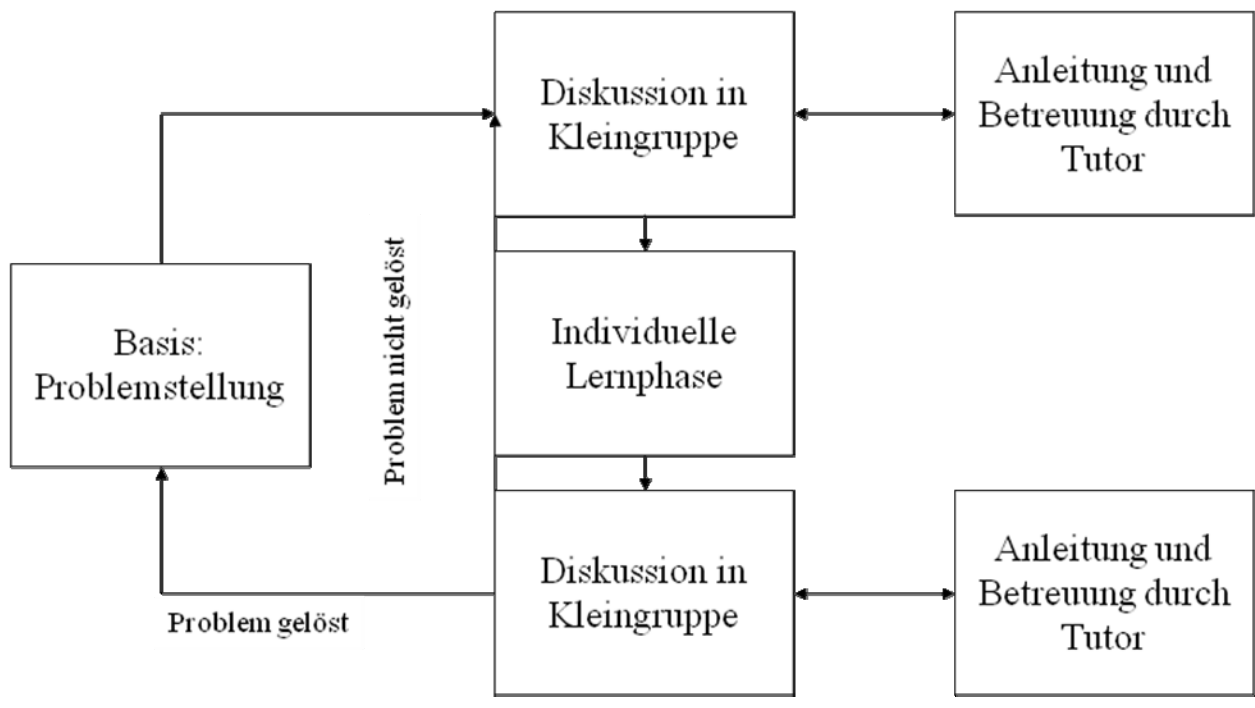 Diskussion in
Kleingruppe
Anleitung und
Betreuung durch
Tutor
Basis:
Problemstellung
Problem nicht gelöst
Individuelle
Lernphase
Diskussion in
Kleingruppe
Anleitung und
Betreuung durch
Tutor
Problem gelöst